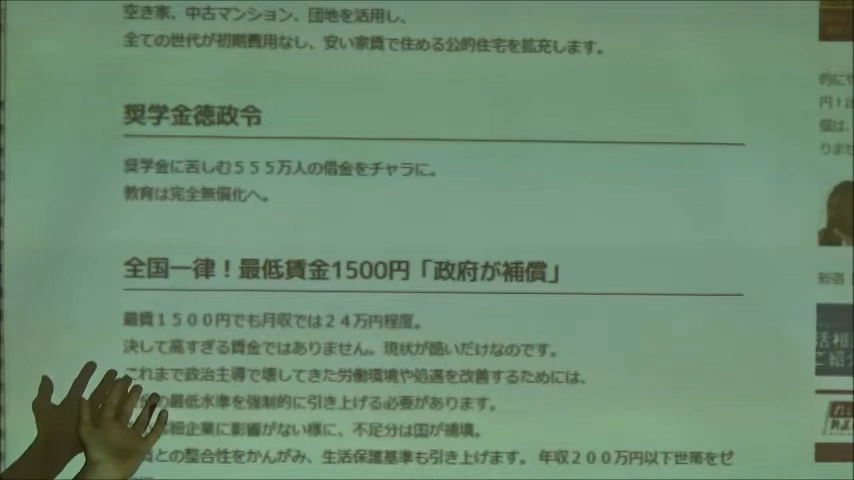 空き家、中古マンション、団地を活用し、
全ての世代が初期費用なし、安い家賃で住める公的住宅を拡充します。
奨学金徳政令
奨学金に苦しむ５５５万人の借金をチャラに。
教育は完全無償化へ。
全国一律！最低賃金1500円「政府が補償」
最賃１５００円でも月収では２４万円程度。
決して高すぎる賃金ではありません。現状が酷いだけなのです。
これまで政治主導で壊してきた労働環境や処遇を改善するためには、
の最低水準を強制的に引き上げる必要があります。
細企業に影響がない様に、不足分は国が補填。
との整合性をかんがみ、生活保護基準も引き上げます。年収２００万円以下世帯をゼ